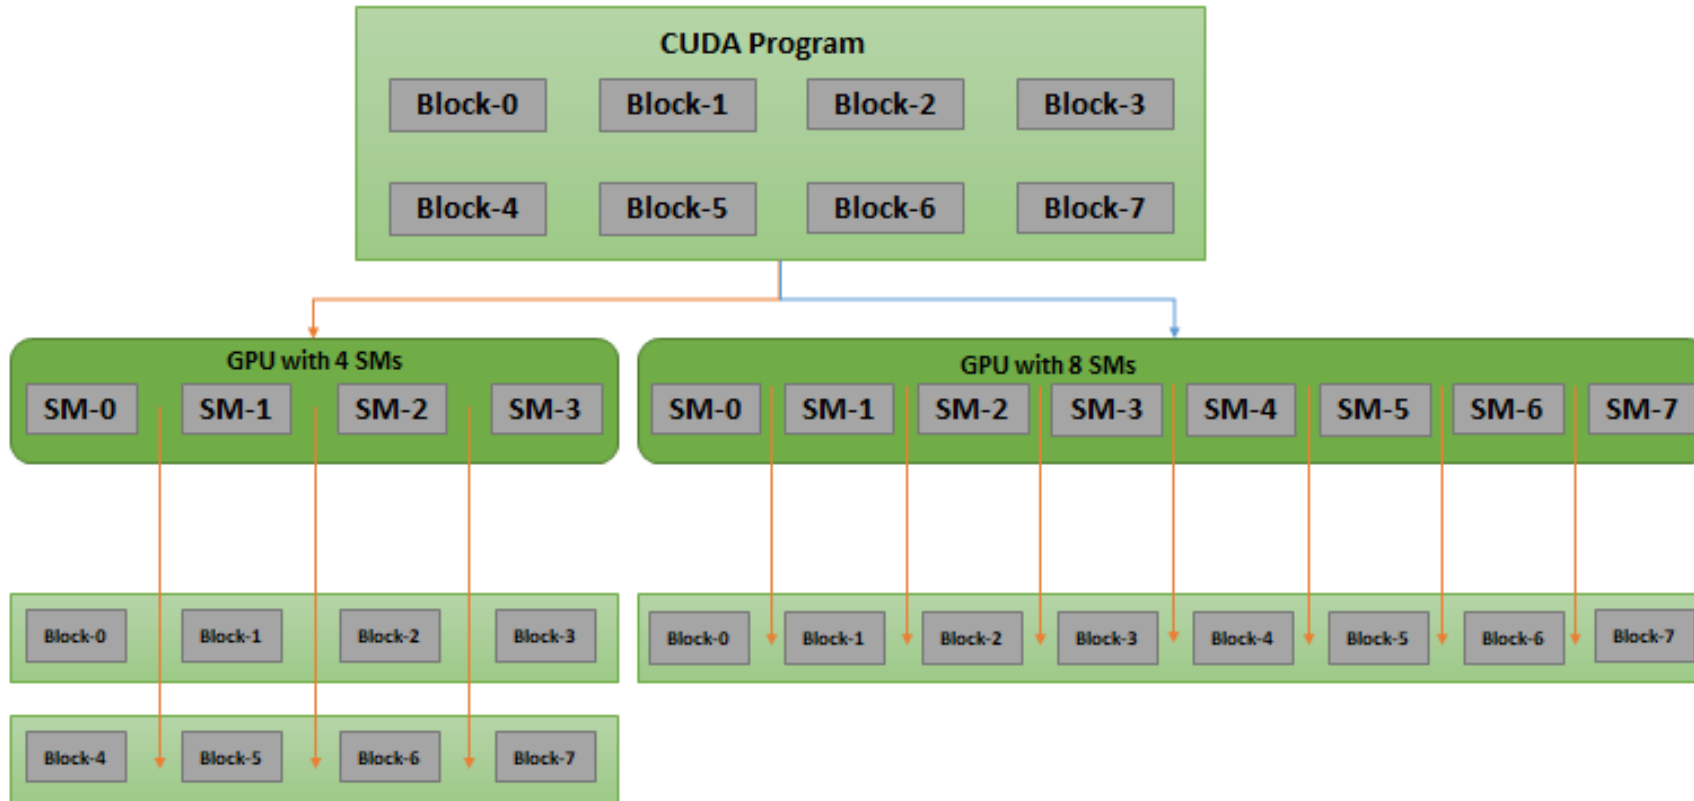 CUDA Program
Block-0 Block-1 Block-2 Block-3
Block-4 Block-5 Block-6 Block-7
GPU with 4 SMs
SM-0 SM-1 SM-2 SM-3
Block-0 Block-1 Block-2 Block-3
Block-4 Block-5 Block-6 Block-7
GPU with 8 SMs
SM-0 SM-1 SM-2 SM-3 SM-4 SM-5 SM-6 SM-7
Block-0 Block-1 Block-2 Block-3 Block-4 Block-5 Block-6 Block-7